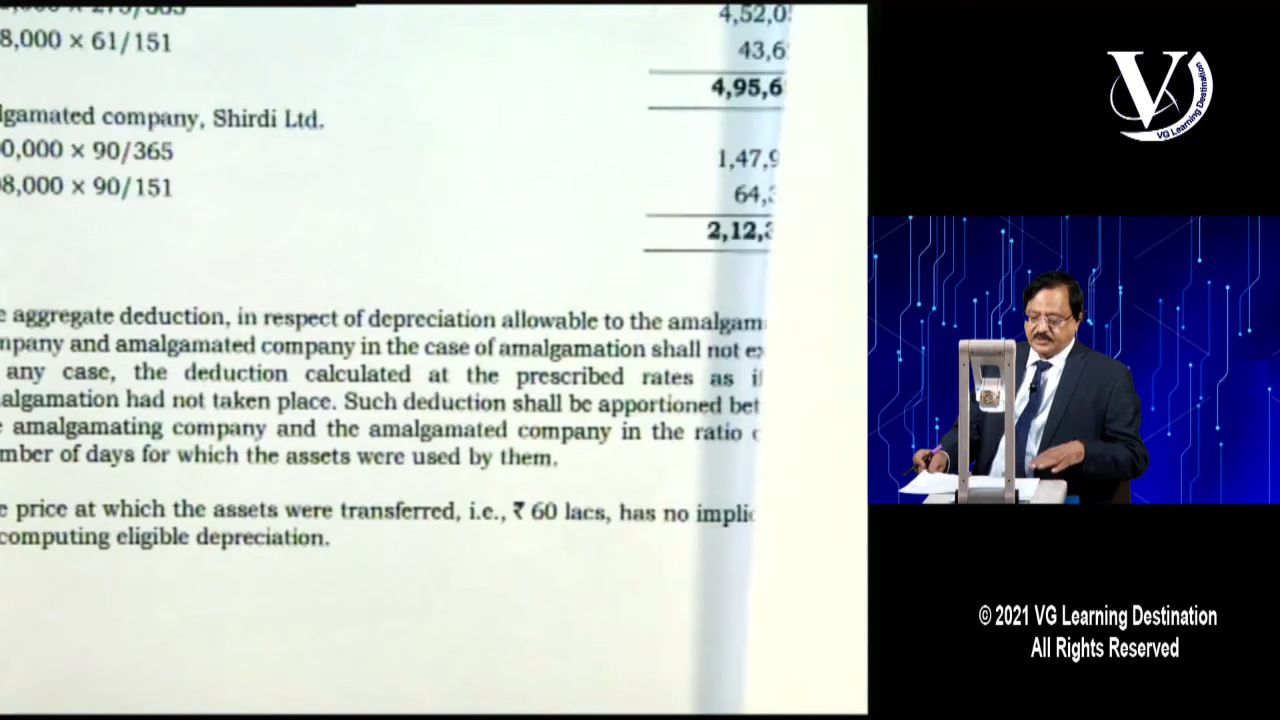 4,52,0
8,000 × 61/151 43,6
4,95,6
lgamated company, Shirdi Ltd.
0,000 × 90/365 1,47,9
8,000 × 90/151 64,
2,12,
e aggregate deduction, in respect of depreciation allowable to the amalgam
mpany and amalgamated company in the case of amalgamation shall not ex
any case, the deduction calculated at the prescribed rates as if
algamation had not taken place. Such deduction shall be apportioned bet
e amalgamating company and the amalgamated company in the ratio
mber of days for which the assets were used by them.
e price at which the assets were transferred, i.e., ₹ 60 lacs, has no implic
computing eligible depreciation.
V
VG Learning Destination
© 2021 VG Learning Destination
All Rights Reserved